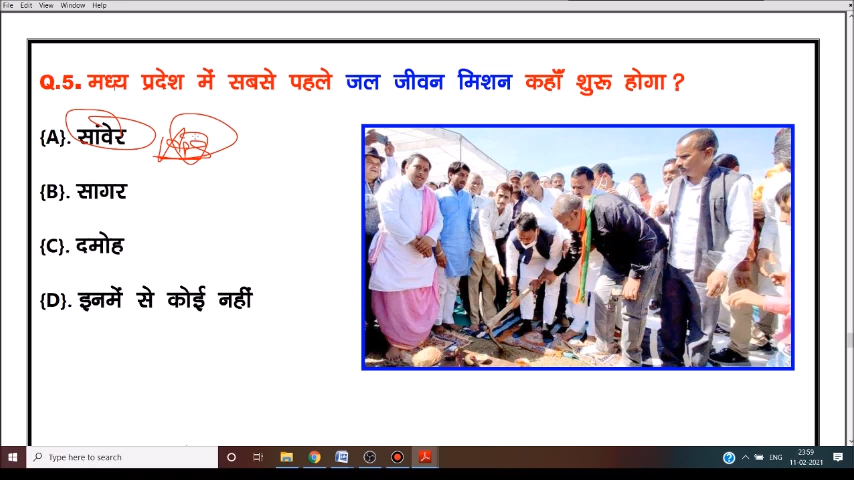 File Edit View Window Help
Q.5. मध्य प्रदेश में सबसे पहले जल जीवन मिशन कहाँ शुरू होगा ?
{A}. सांवेर
{B}. सागर
{C}. दमोह
{D}. इनमें से कोई नहीं
Type here to search
ENG
23:59
11-02-2021